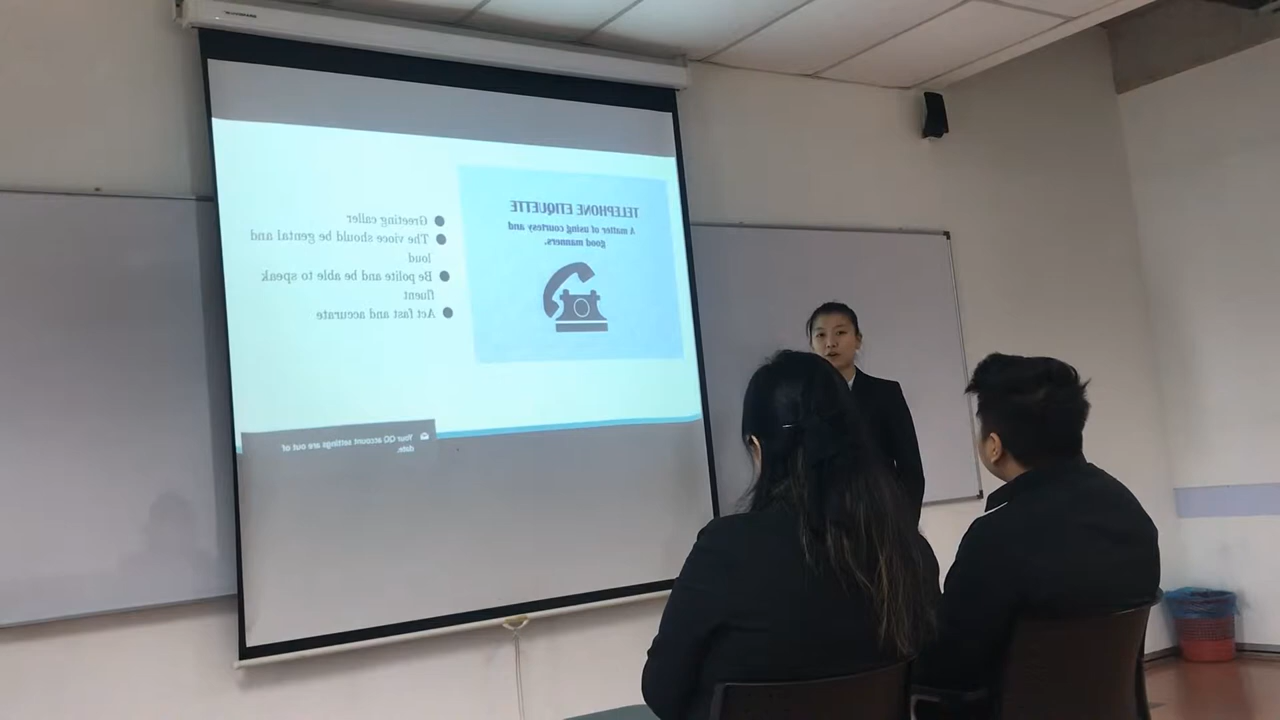 TELEPHONE ETIQUETTE
A matter of using courtesy and
good manners.
● Greeting caller
● The vioce should be gental and
loud
● Be polite and be able to speak
fluent
● Act fast and accurate
Your QQ account settings are out of
date.